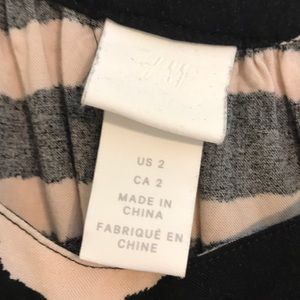 US 2
CA 2
MADE IN
CHINA
FABRIQUÉ EN
CHINE